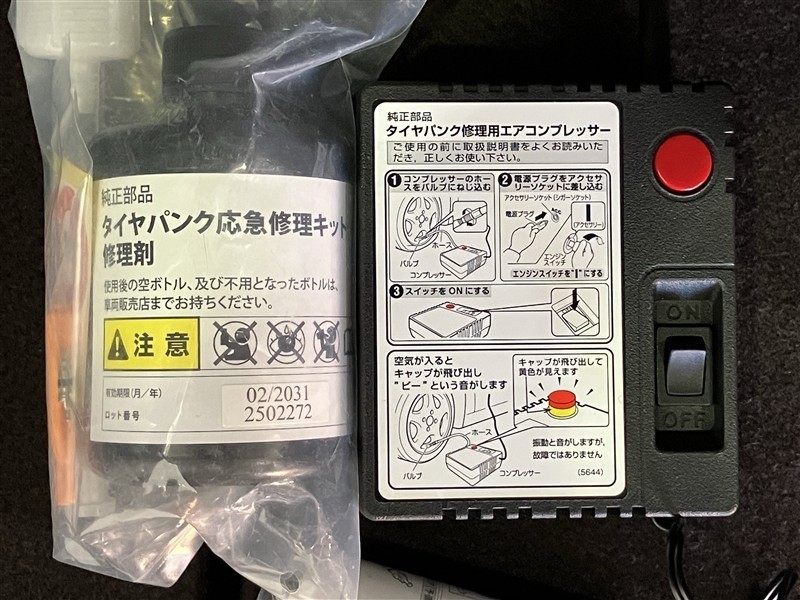 純正部品
タイヤパンク応急修理キット
修理剤
使用後の空ボトル、及び不用となったボトルは、
車両販売店までお持ちください。
注意
有効期限(月/年)
02/2031
ロット番号
2502272
純正部品
タイヤパンク修理用エアコンプレッサー
ご使用の前に取扱説明書をよくお読みいた
だき、正しくお使い下さい。
1 コンプレッサーのホー
スをバルブにねじ込む
ホース
バルブ
コンプレッサー
2 電源プラグをアクセサ
リーソケットに差し込む
アクセサリーソケット(シガーソケット)
電源プラグ
ACC
(アクセサリー)
エンジン
スイッチ
エンジンスイッチを"I"にする
3 スイッチをONにする
空気が入ると
キャップが飛び出し
"ピー"という音がします
キャップが飛び出して
黄色が見えます
ホース
バルブ
コンプレッサー
振動と音がしますが、
故障ではありません
(5644)
ON
OFF